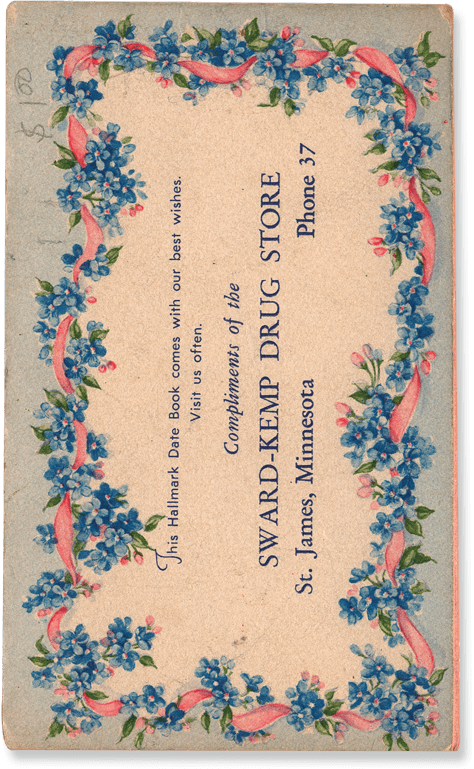 This Hallmark Date Book comes with our best wishes.
Visit us often.
Compliments of the
SWARD-KEMP DRUG STORE
St. James, Minnesota Phone 37
$ 1 00